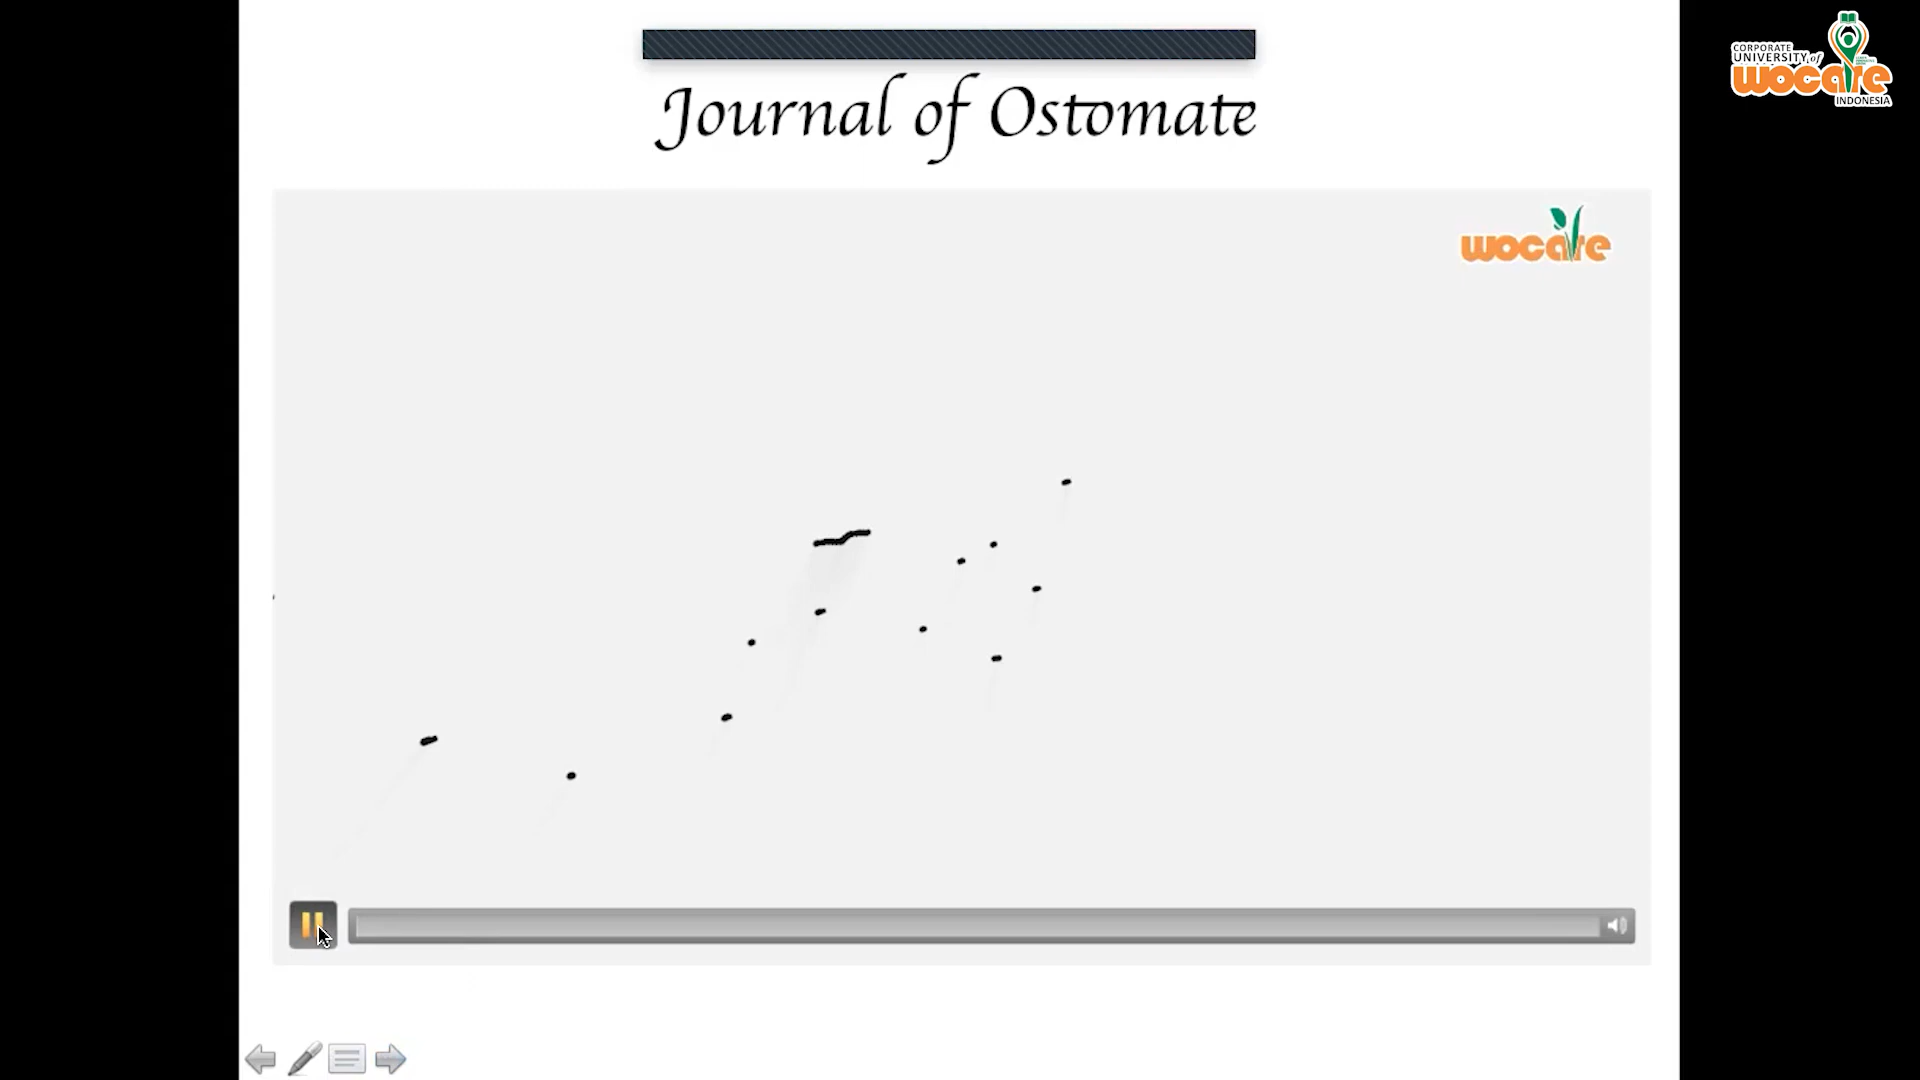 CORPORATE
UNIVERSITY of
wocare
INDONESIA
Journal of Ostomate
wocare